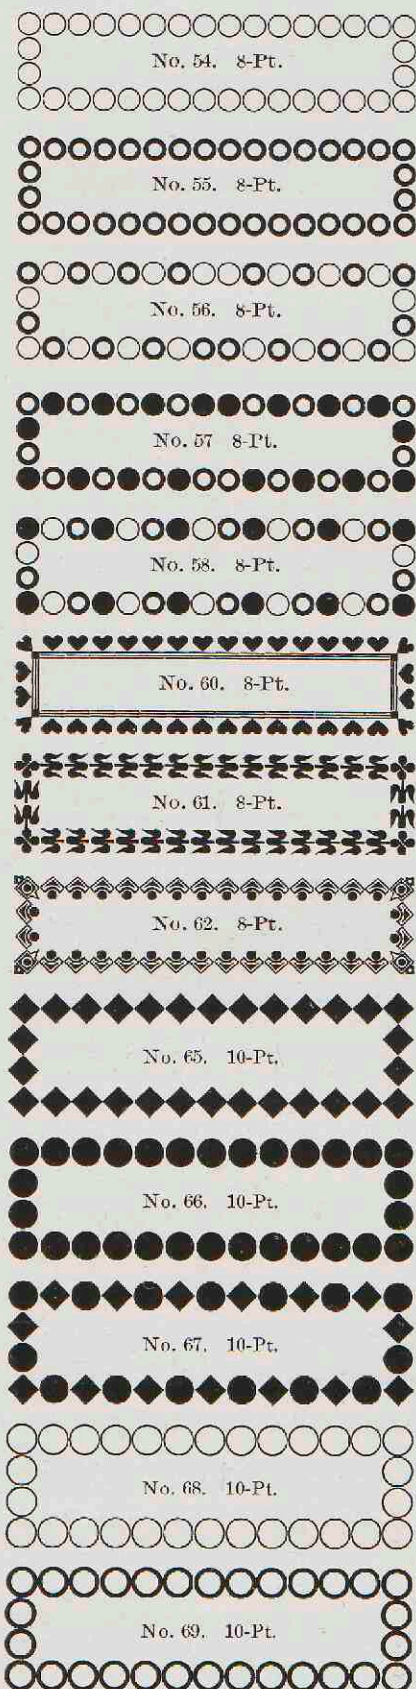 No. 54. 8-Pt.
No. 55. 8-Pt.
No. 56. 8-Pt.
No. 57 8-Pt.
No. 58. 8-Pt.
No. 60. 8-Pt.
No. 61. 8-Pt.
No. 62. 8-Pt.
No. 65. 10-Pt.
No. 66. 10-Pt.
No. 67. 10-Pt.
No. 68. 10-Pt.
No. 69. 10-Pt.